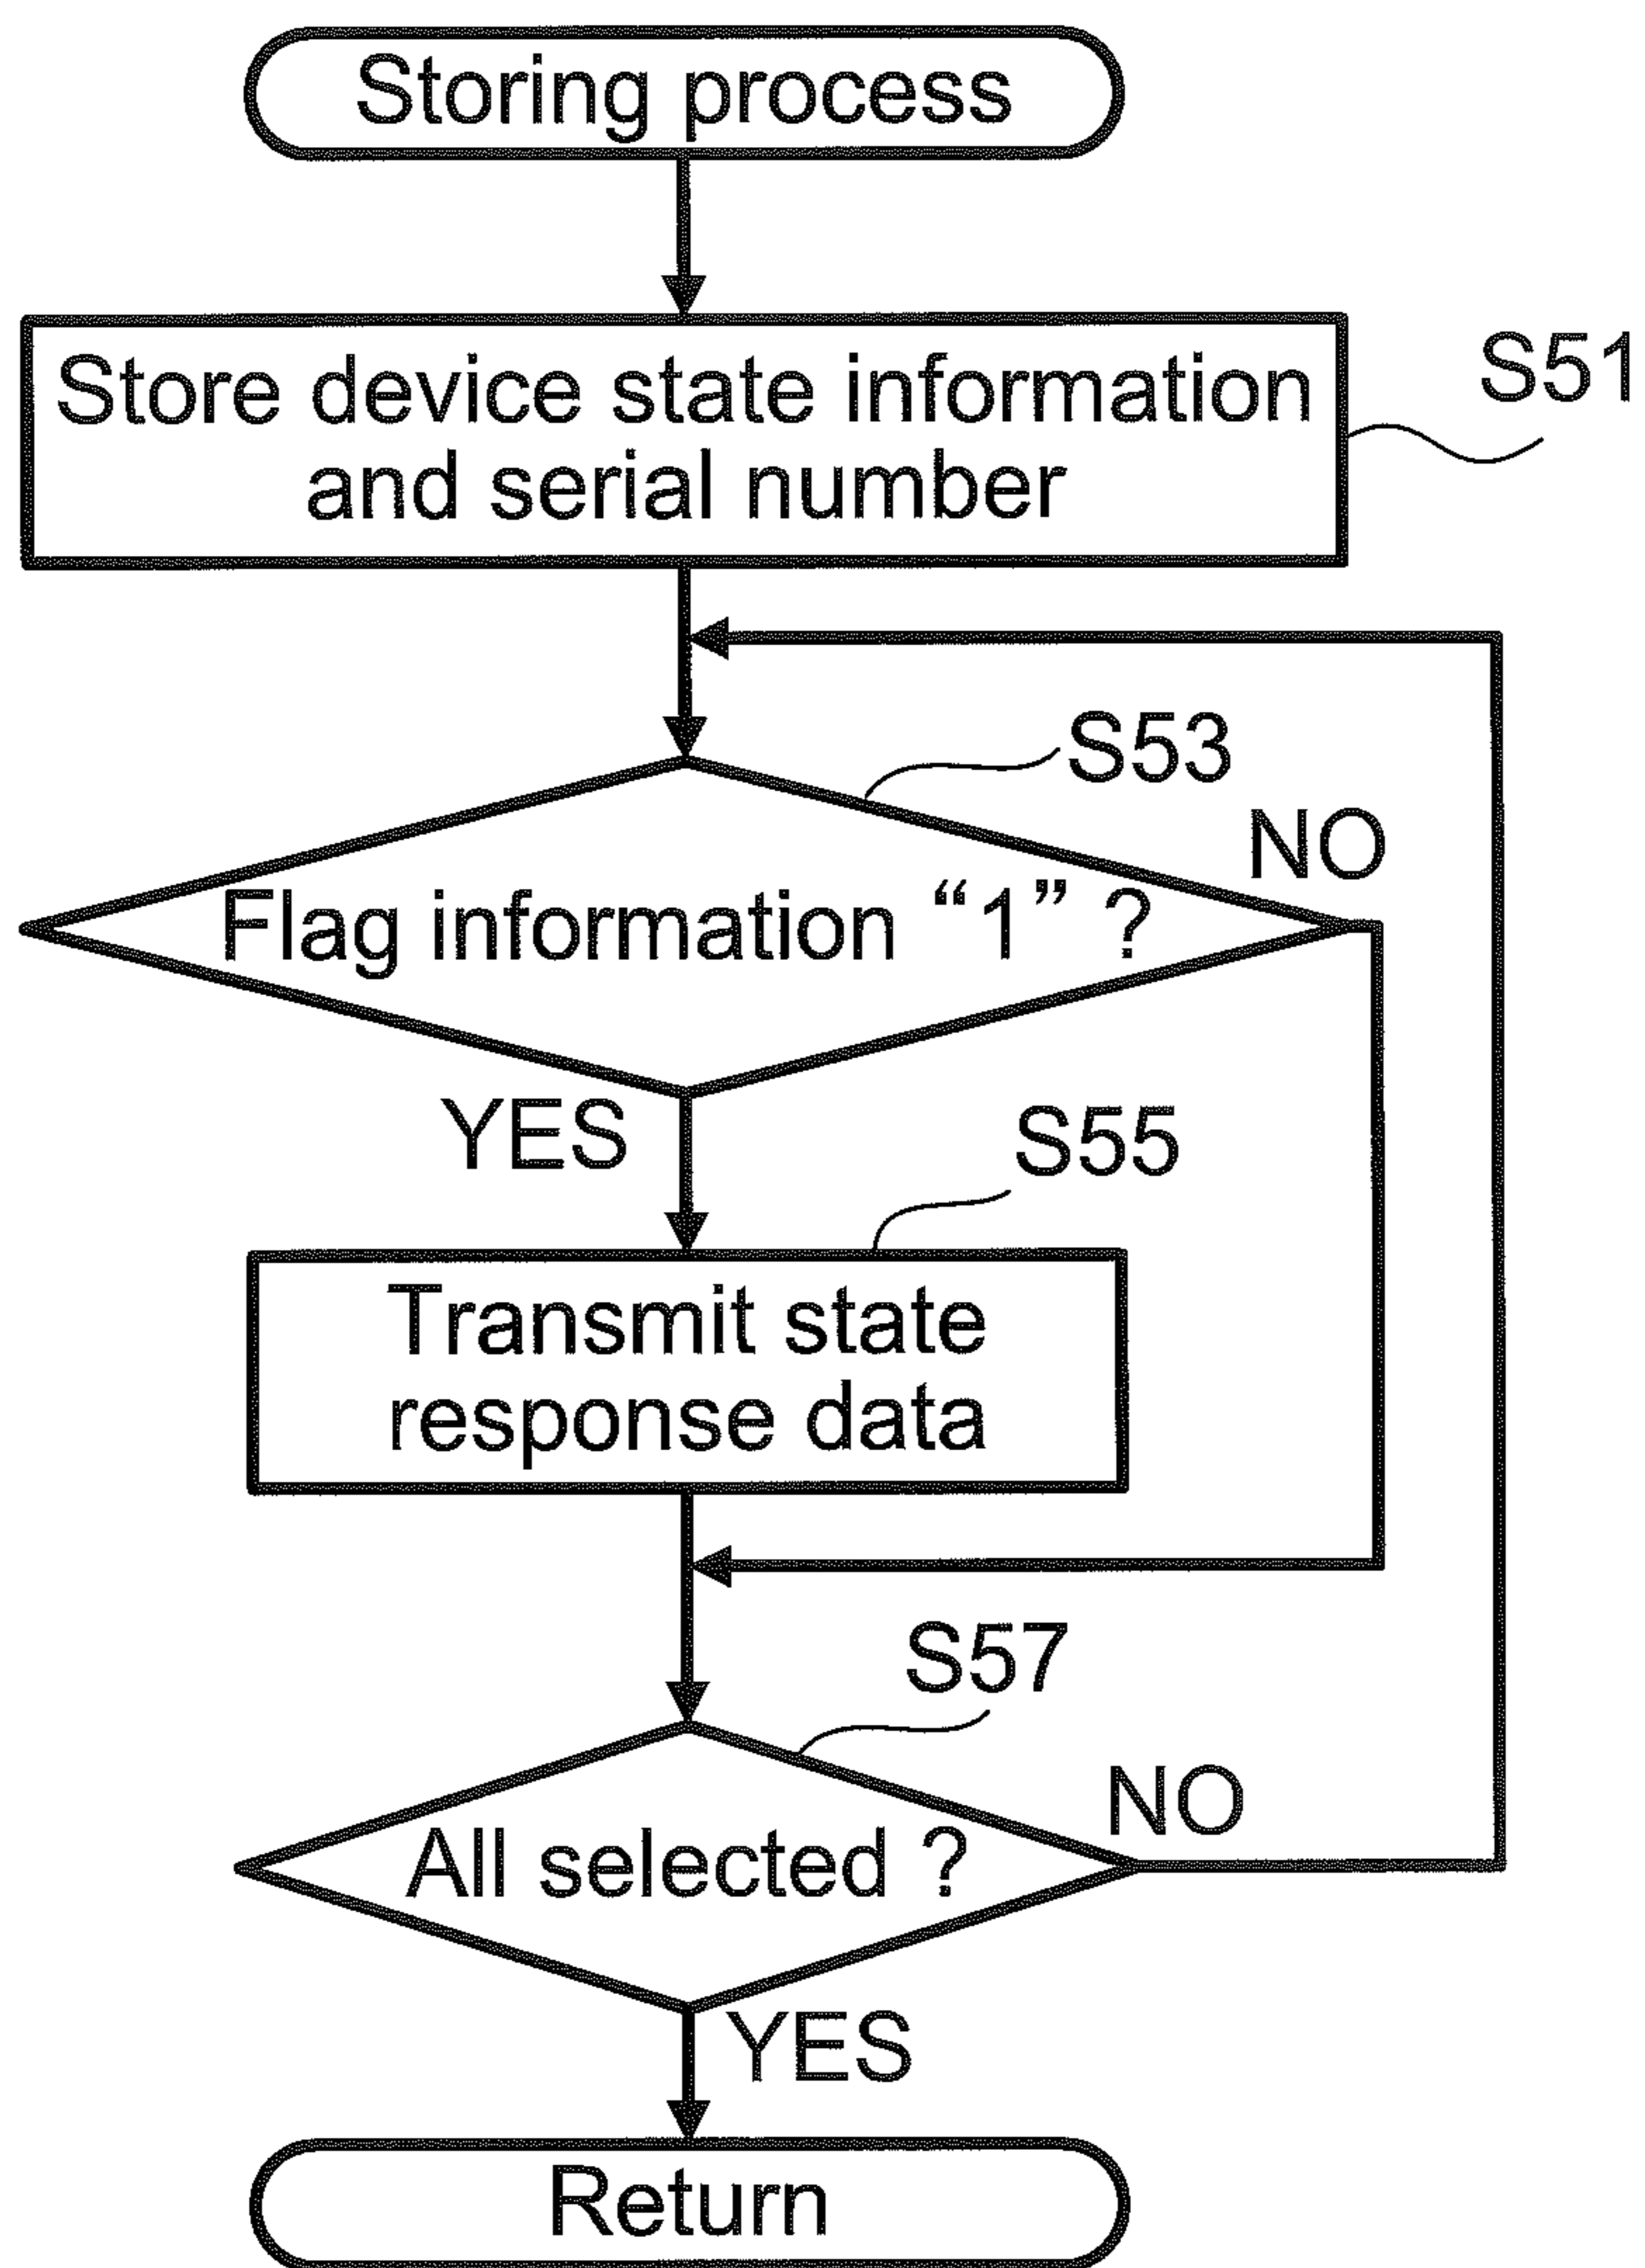 Storing process
Store device state information
and serial number
S51
S53
Flag information “1” ?
NO
YES
S55
Transmit state
response data
S57
All selected ?
NO
YES
Return